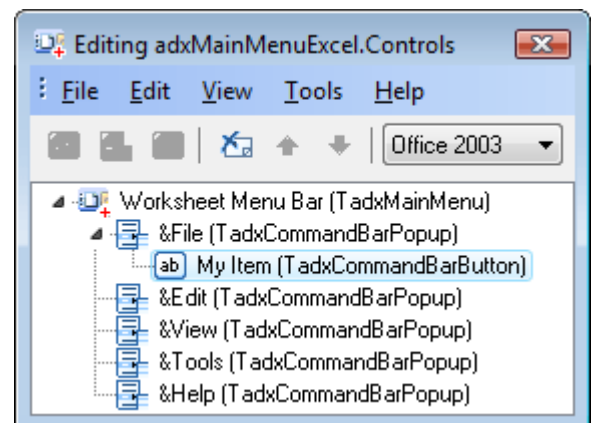 Editing adxMainMenuExcel.Controls
File Edit View Tools Help
Office 2003
Worksheet Menu Bar (TadxMainMenu)
&File (TadxCommandBarPopup)
ab My Item (TadxCommandBarButton)
&Edit (TadxCommandBarPopup)
&View (TadxCommandBarPopup)
&Tools (TadxCommandBarPopup)
&Help (TadxCommandBarPopup)